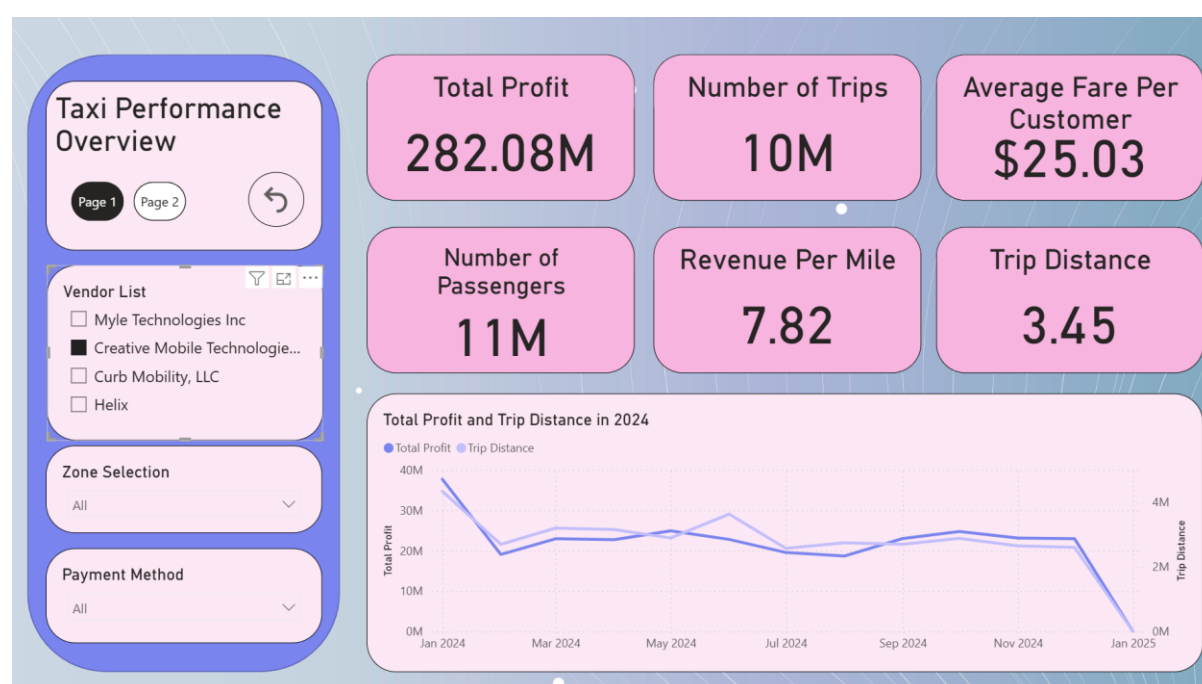 Taxi Performance
Overview
Page 1
Page 2
Vendor List
Myle Technologies Inc
Creative Mobile Technologie...
Curb Mobility, LLC
Helix
Zone Selection
All
Payment Method
All
Total Profit
282.08M
Number of Trips
10M
Average Fare Per
Customer
$25.03
Number of
Passengers
11M
Revenue Per Mile
7.82
Trip Distance
3.45
Total Profit and Trip Distance in 2024
Total Profit
Trip Distance
Total Profit
40M
30M
20M
10M
0M
4M
2M
0M
Trip Distance
Jan 2024
Mar 2024
May 2024
Jul 2024
Sep 2024
Nov 2024
Jan 2025